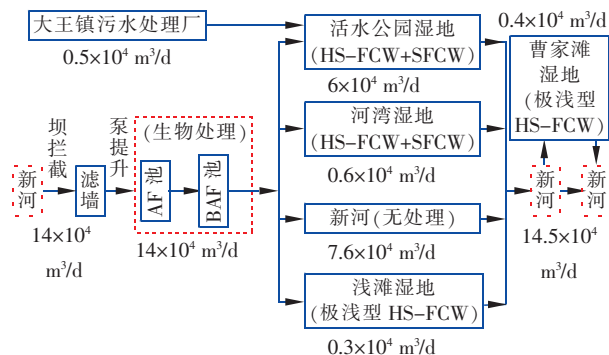 大王镇污水处理厂
0.5×10⁴ m³/d
活水公园湿地
(HS-FCW+SFCW)
6×10⁴ m³/d
0.4×10⁴ m³/d
曹家滩
湿地
(极浅型
HS-FCW)
坝拦截
泵提升
(生物处理)
新河
滤墙
AF 池
BAF 池
14×10⁴
m³/d
14×10⁴ m³/d
河湾湿地
(HS-FCW+SFCW)
0.6×10⁴ m³/d
新河(无处理)
7.6×10⁴ m³/d
浅滩湿地
(极浅型 HS-FCW)
0.3×10⁴ m³/d
新河
新河
14.5×10⁴
m³/d